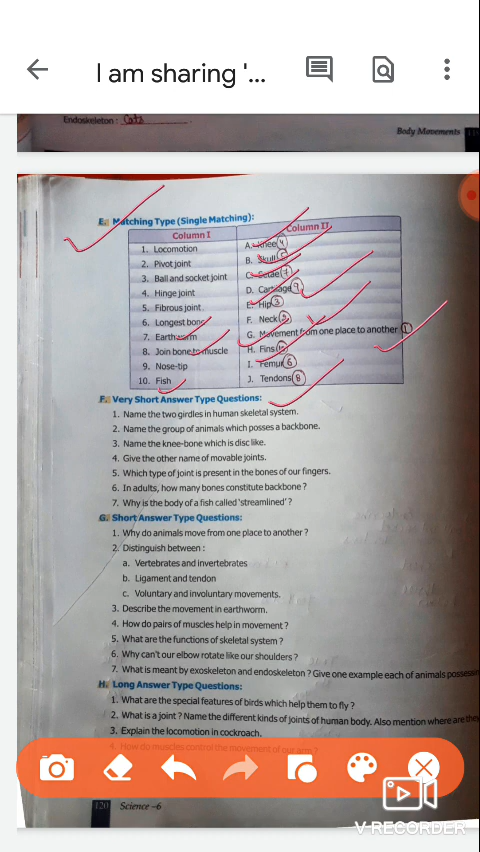 I am sharing '...
Endoskeleton : Cats
Body Movements
E. Matching Type (Single Matching):
Column I Column II
1. Locomotion A. Knee 4
2. Pivot joint B. Skull 5
3. Ball and socket joint C. Setae 7
4. Hinge joint D. Cartilage 9
5. Fibrous joint E. Hip 3
6. Longest bone F. Neck 2
7. Earthworm G. Movement from one place to another 1
8. Join bone to muscle H. Fins 10
9. Nose-tip I. Femur 6
10. Fish J. Tendons 8
F. Very Short Answer Type Questions:
1. Name the two girdles in human skeletal system.
2. Name the group of animals which posses a backbone.
3. Name the knee-bone which is disc like.
4. Give the other name of movable joints.
5. Which type of joint is present in the bones of our fingers.
6. In adults, how many bones constitute backbone ?
7. Why is the body of a fish called 'streamlined' ?
G. Short Answer Type Questions:
1. Why do animals move from one place to another ?
2. Distinguish between :
a. Vertebrates and invertebrates
b. Ligament and tendon
c. Voluntary and involuntary movements.
3. Describe the movement in earthworm.
4. How do pairs of muscles help in movement ?
5. What are the functions of skeletal system ?
6. Why can't our elbow rotate like our shoulders ?
7. What is meant by exoskeleton and endoskeleton ? Give one example each of animals
H. Long Answer Type Questions:
1. What are the special features of birds which help them to fly ?
2. What is a joint ? Name the different kinds of joints of human body. Also mention where are
3. Explain the locomotion in cockroach.
4. How do muscles control the movement of our arm ?
120 Science -6
V RECORDER